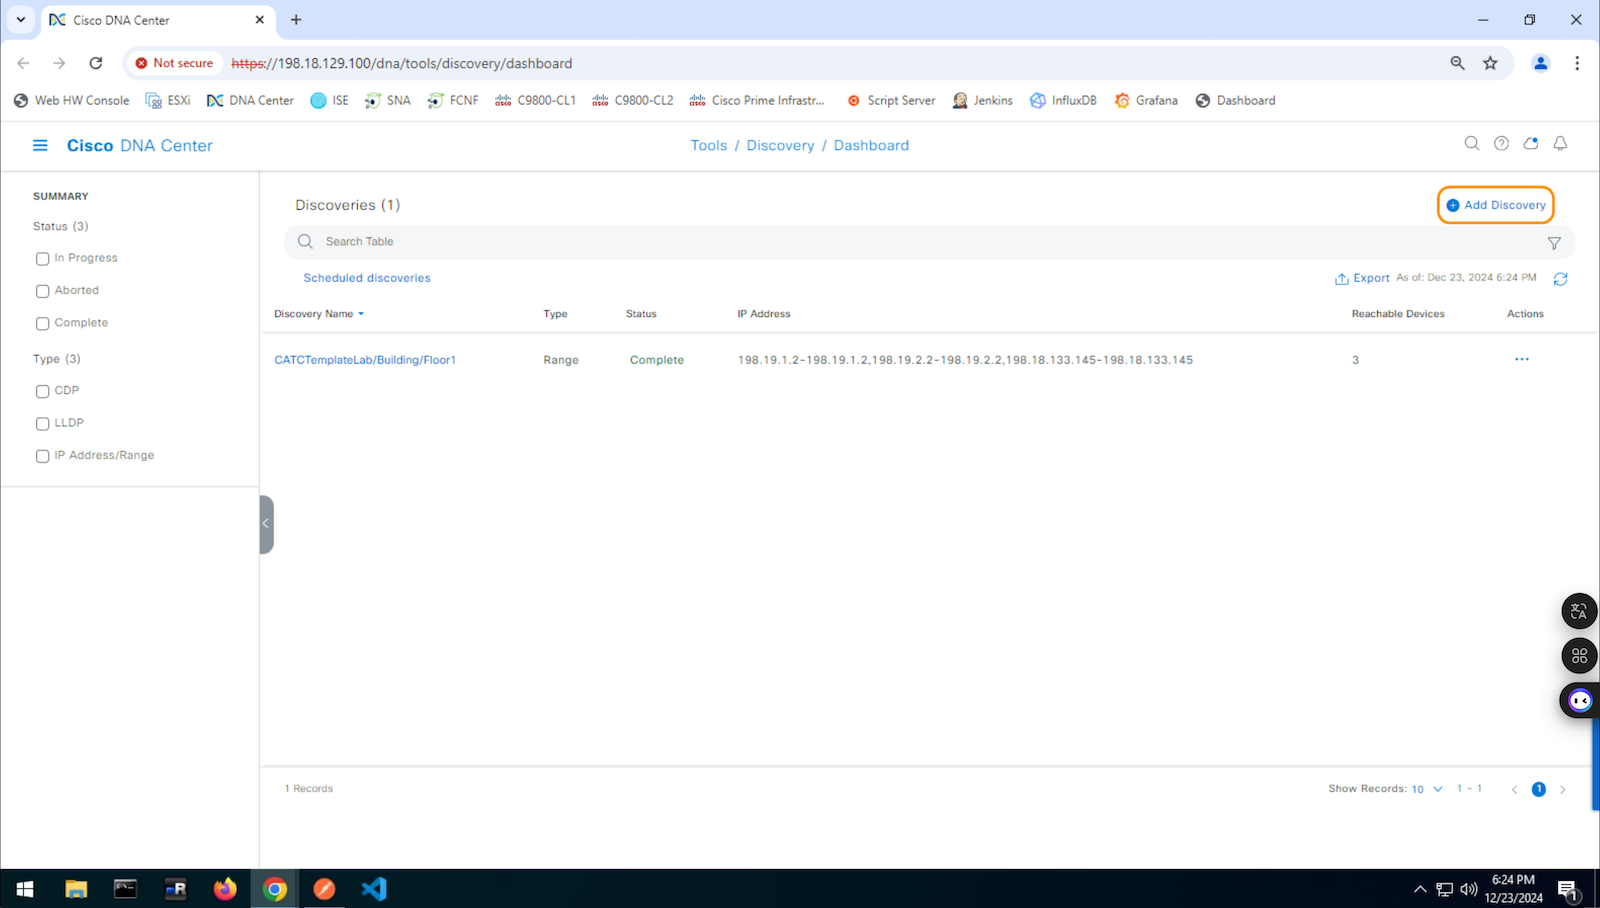 Cisco DNA Center
Not secure
https://198.18.129.100/dna/tools/discovery/dashboard
Web HW Console
ESXi
DNA Center
ISE
SNA
FCNF
C9800-CL1
C9800-CL2
Cisco Prime Infrastr...
Script Server
Jenkins
InfluxDB
Grafana
Dashboard
Cisco DNA Center
Tools / Discovery / Dashboard
SUMMARY
Status (3)
In Progress
Aborted
Complete
Type (3)
CDP
LLDP
IP Address/Range
Discoveries (1)
Add Discovery
Search Table
Scheduled discoveries
Export
As of: Dec 23, 2024 6:24 PM
Discovery Name
Type
Status
IP Address
Reachable Devices
Actions
CATCTemplateLab/Building/Floor1
Range
Complete
198.19.1.2-198.19.1.2,198.19.2.2-198.19.2.2,198.18.133.145-198.18.133.145
3
1 Records
Show Records: 10
1 - 1
1
6:24 PM
12/23/2024
1